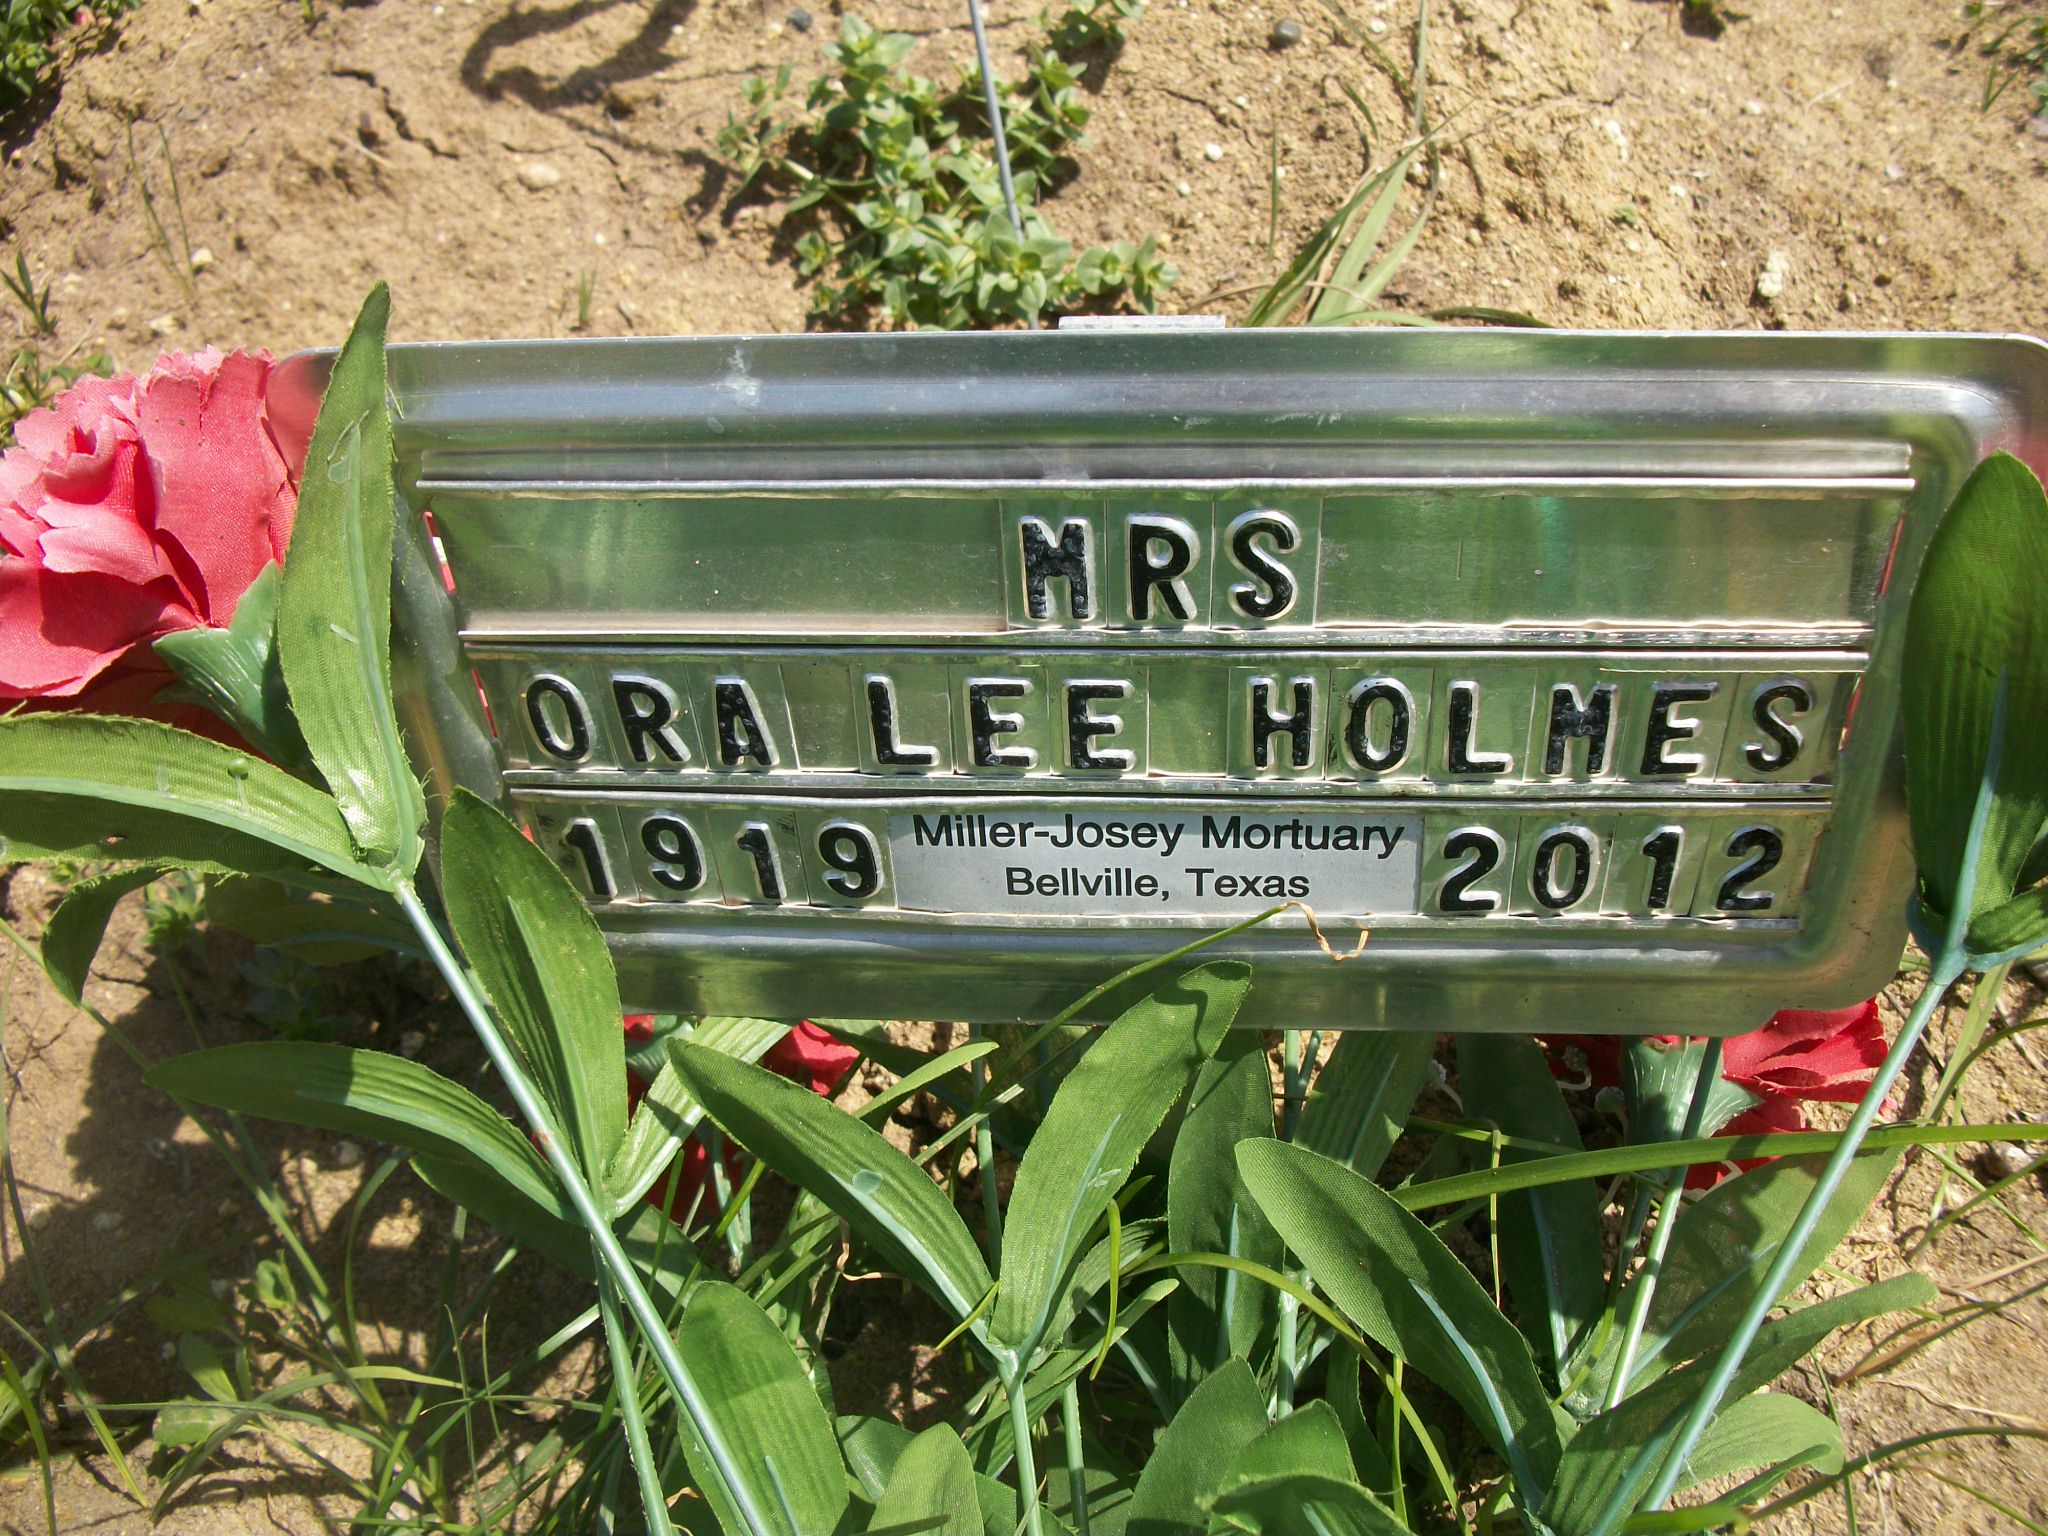 MRS
ORA LEE HOLMES
1919 Miller-Josey Mortuary 2012
Bellville, Texas